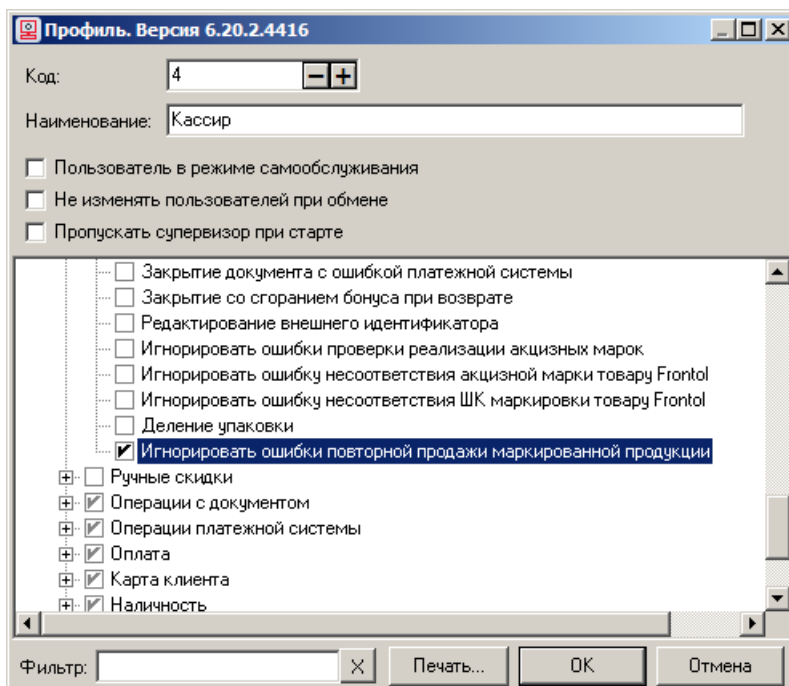 Профиль. Версия 6.20.2.4416
Код: 4
Наименование: Кассир
Пользователь в режиме самообслуживания
Не изменять пользователей при обмене
Пропускать супервизор при старте
Закрытие документа с ошибкой платежной системы
Закрытие со сгоранием бонуса при возврате
Редактирование внешнего идентификатора
Игнорировать ошибки проверки реализации акцизных марок
Игнорировать ошибку несоответствия акцизной марки товару Frontol
Игнорировать ошибку несоответствия ШК маркировки товару Frontol
Деление упаковки
Игнорировать ошибки повторной продажи маркированной продукции
Ручные скидки
Операции с документом
Операции платежной системы
Оплата
Карта клиента
Наличность
Фильтр: X Печать... OK Отмена